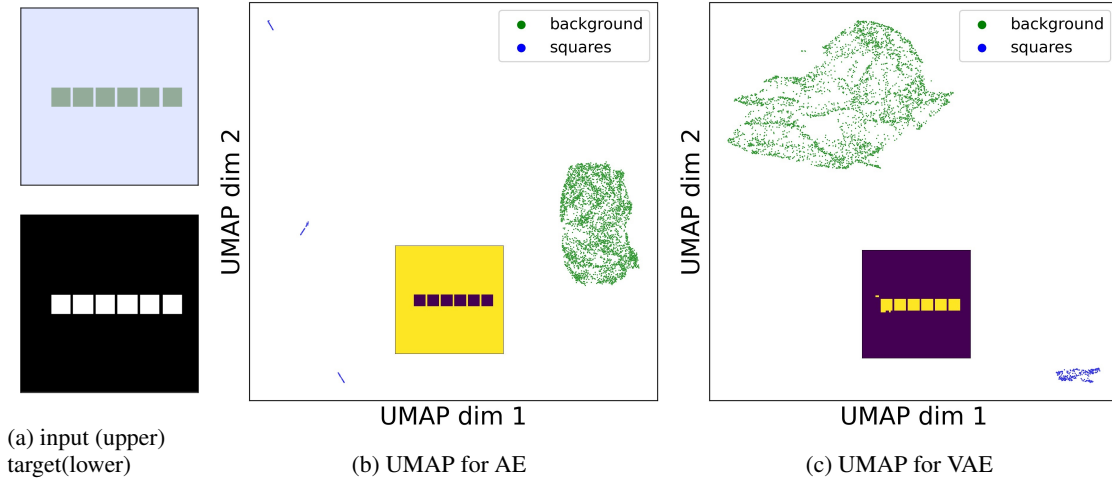 background
squares
UMAP dim 2
UMAP dim 1
background
squares
UMAP dim 2
UMAP dim 1
(a) input (upper)
target(lower)
(b) UMAP for AE
(c) UMAP for VAE